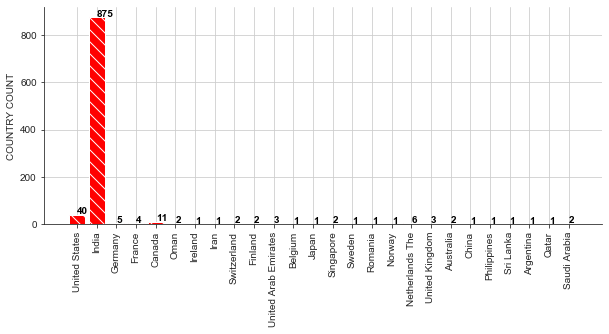 COUNTRY COUNT
800
600
400
200
0
40
875
5
4
11
2
1
1
2
2
3
1
1
2
1
1
1
6
3
2
1
1
1
1
1
2
United States
India
Germany
France
Canada
Oman
Ireland
Iran
Switzerland
Finland
United Arab Emirates
Belgium
Japan
Singapore
Sweden
Romania
Norway
Netherlands The
United Kingdom
Australia
China
Philippines
Sri Lanka
Argentina
Qatar
Saudi Arabia